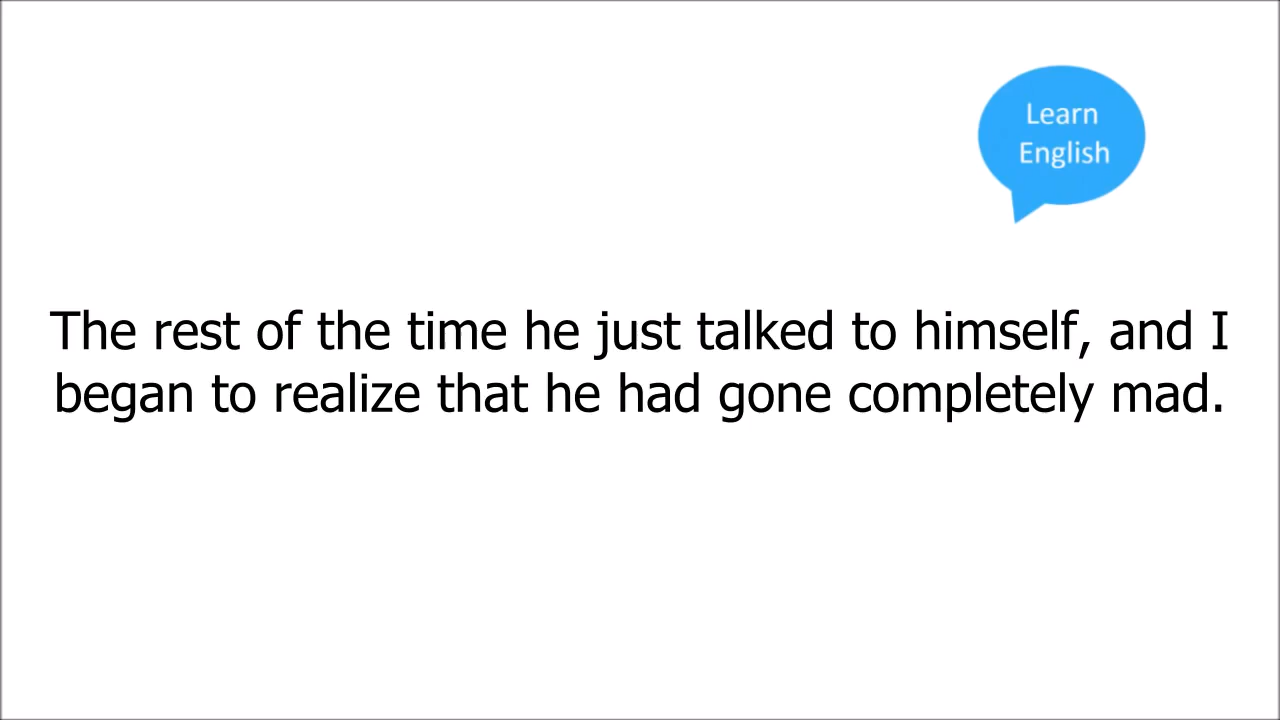 Learn
English
The rest of the time he just talked to himself, and I
began to realize that he had gone completely mad.